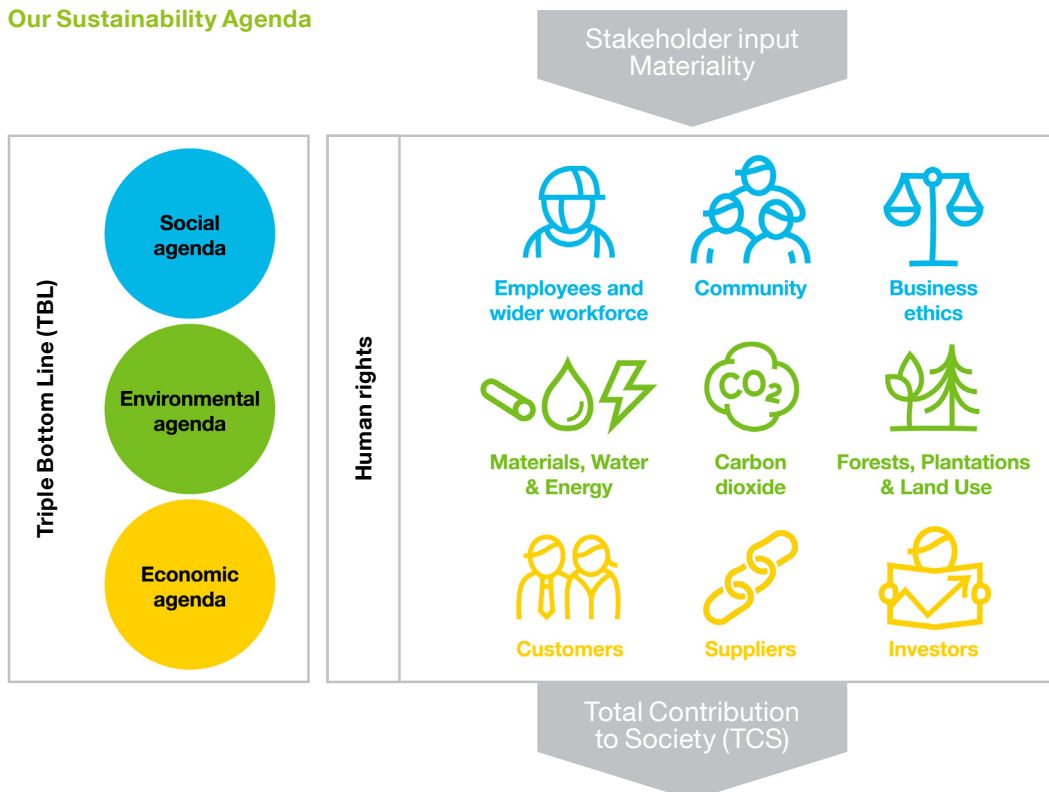 Our Sustainability Agenda
Stakeholder input
Materiality
Triple Bottom Line (TBL)
Social
agenda
Environmental
agenda
Economic
agenda
Human rights
Employees and
wider workforce
Community
Business
ethics
CO2
Materials, Water
& Energy
Carbon
dioxide
Forests, Plantations
& Land Use
Customers
Suppliers
Investors
Total Contribution
to Society (TCS)